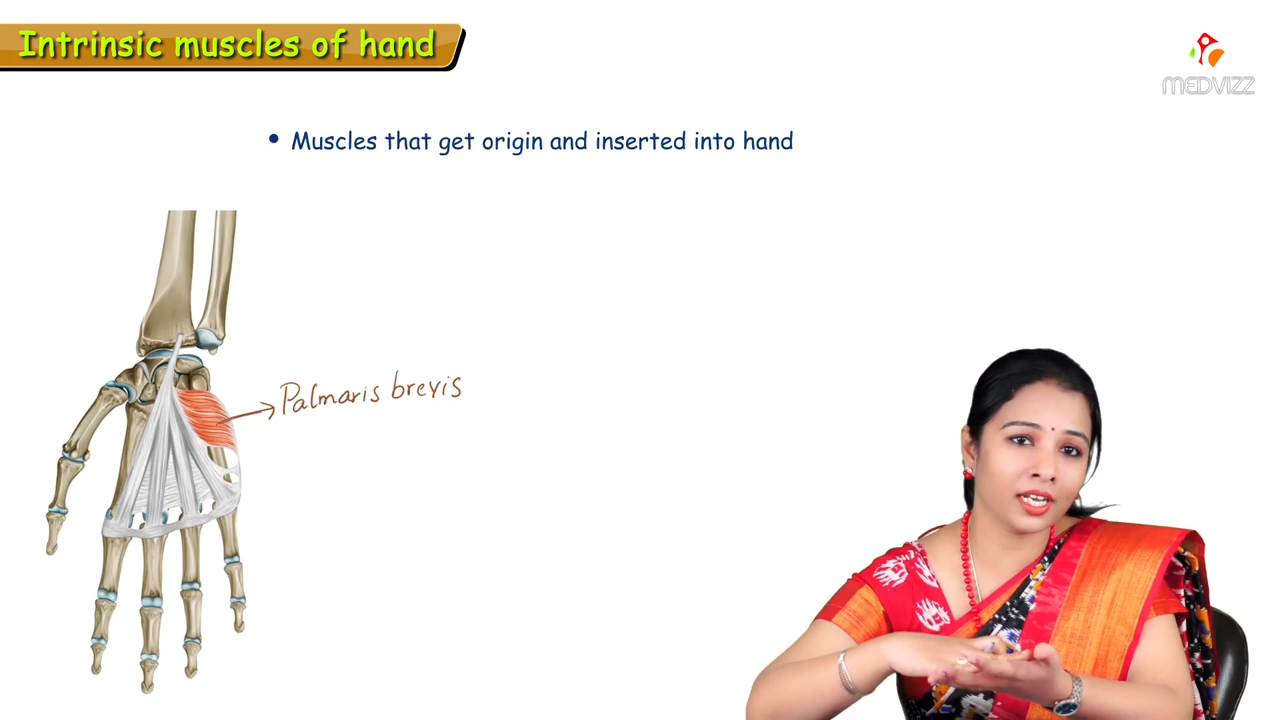 Intrinsic muscles of hand
MEDVIZZ
• Muscles that get origin and inserted into hand
Palmaris brevis